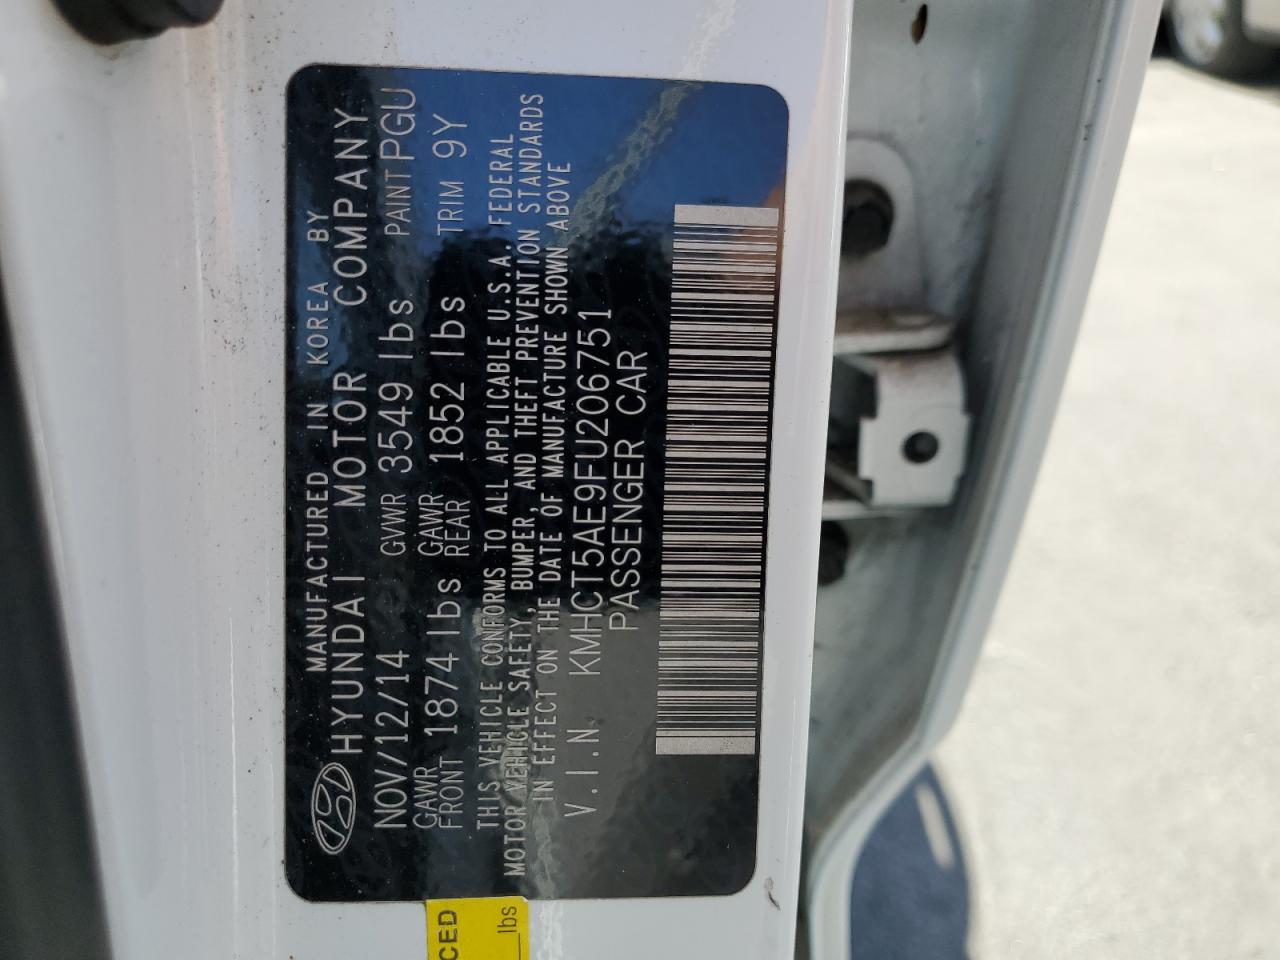 MANUFACTURED IN KOREA BY
HYUNDAI MOTOR COMPANY
NOV/12/14 GVWR 3549 lbs PAINT PGU
GAWR FRONT 1874 lbs GAWR REAR 1852 lbs TRIM 9Y
THIS VEHICLE CONFORMS TO ALL APPLICABLE U.S.A. FEDERAL
MOTOR VEHICLE SAFETY, BUMPER, AND THEFT PREVENTION STANDARDS
IN EFFECT ON THE DATE OF MANUFACTURE SHOWN ABOVE
V.I.N. KMHCT5AE9FU206751
PASSENGER CAR
CED
lbs